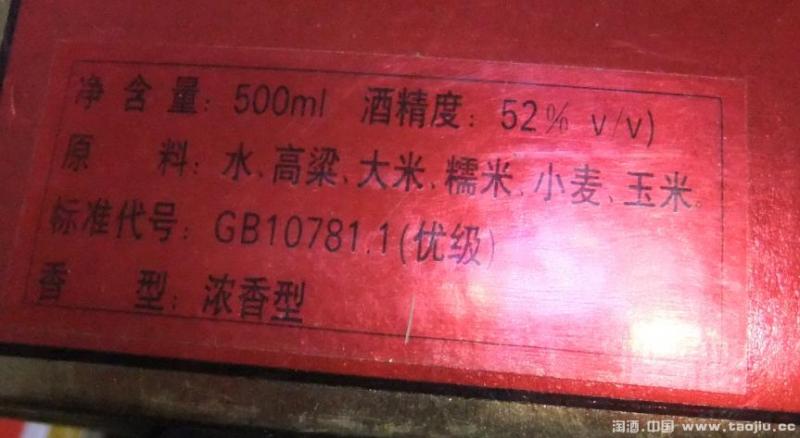 净含量：500ml 酒精度：52% v/v)
原料：水、高粱、大米、糯米、小麦、玉米
标准代号：GB10781.1(优级)
香型：浓香型
淘酒.中国 www.taojiu.cc